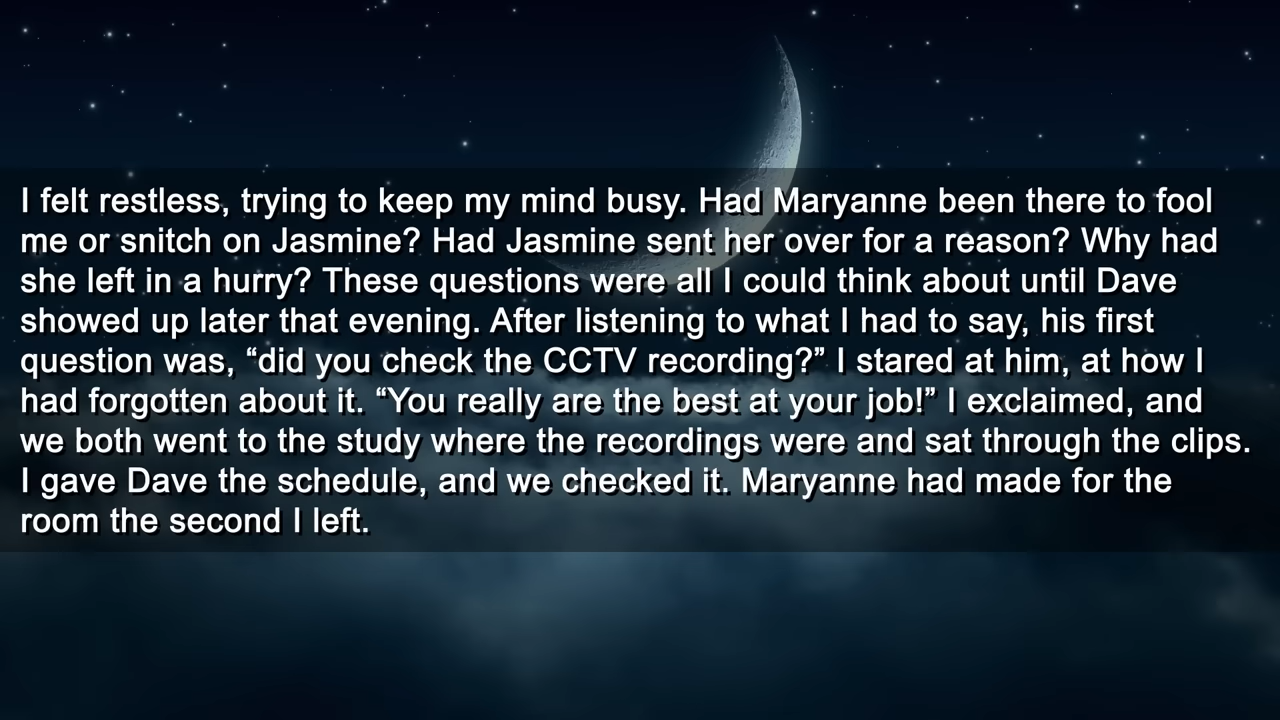 I felt restless, trying to keep my mind busy. Had Maryanne been there to fool
me or snitch on Jasmine? Had Jasmine sent her over for a reason? Why had
she left in a hurry? These questions were all I could think about until Dave
showed up later that evening. After listening to what I had to say, his first
question was, “did you check the CCTV recording?” I stared at him, at how I
had forgotten about it. “You really are the best at your job!” I exclaimed, and
we both went to the study where the recordings were and sat through the clips.
I gave Dave the schedule, and we checked it. Maryanne had made for the
room the second I left.